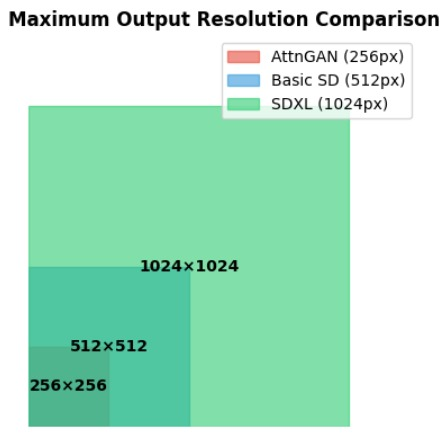 Maximum Output Resolution Comparison
AttnGAN (256px)
Basic SD (512px)
SDXL (1024px)
1024×1024
512×512
256×256